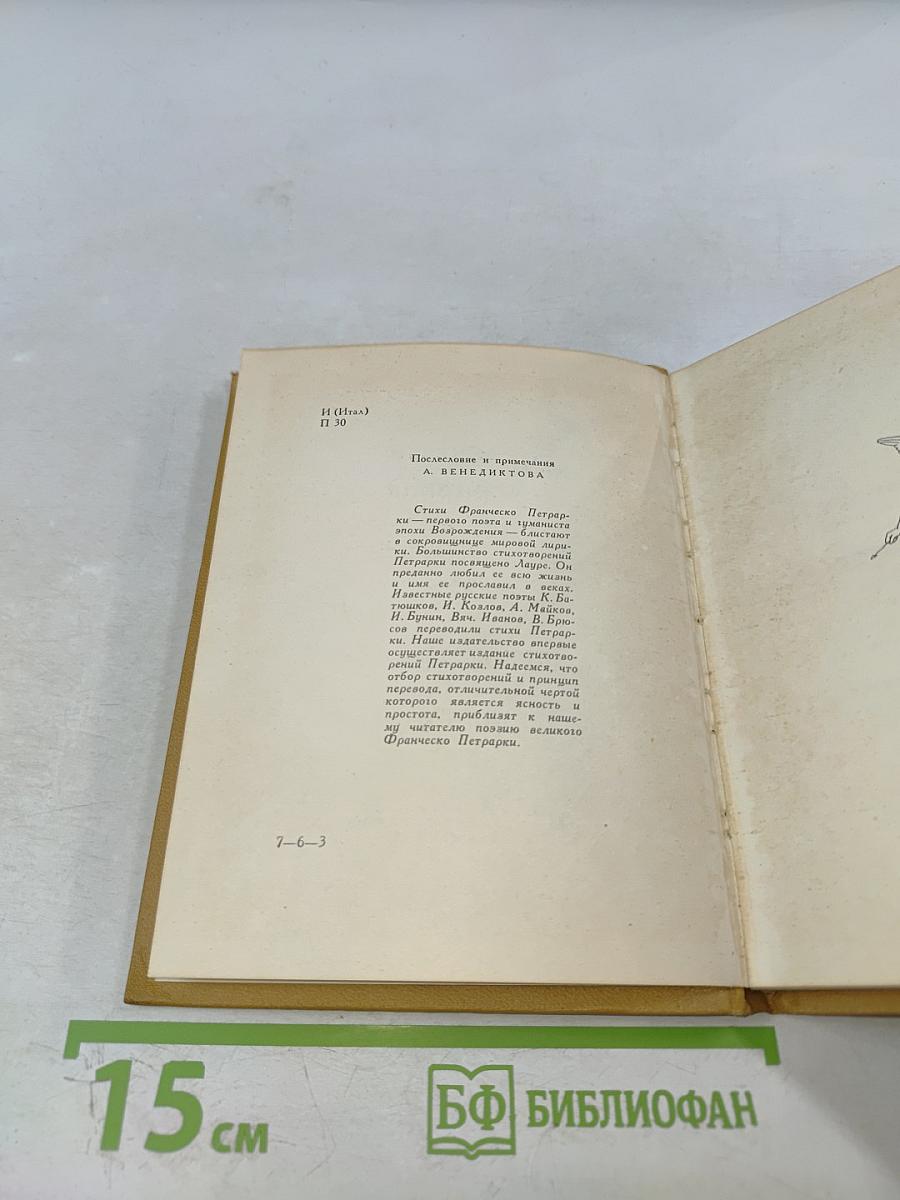 И (Итал)
П 30
Послесловие и примечания
А. ВЕНЕДИКТОВА
Стихи Франческо Петрар-
ки — первого поэта и гуманиста
эпохи Возрождения — блистают
в сокровищнице мировой лири-
ки. Большинство стихотворений
Петрарки посвящено Лауре. Он
преданно любил ее всю жизнь
и имя ее прославил в веках.
Известные русские поэты К. Ба-
тюшков, И. Козлов, А. Майков,
И. Бунин, Вяч. Иванов, В. Брю-
сов переводили стихи Петрар-
ки. Наше издательство впервые
осуществляет издание стихотво-
рений Петрарки. Надеемся, что
отбор стихотворений и принцип
перевода, отличительной чертой
которого является ясность и
простота, приблизят к наше-
му читателю поэзию великого
Франческо Петрарки.
7—6—3
15 см
БФ БИБЛИОФАН